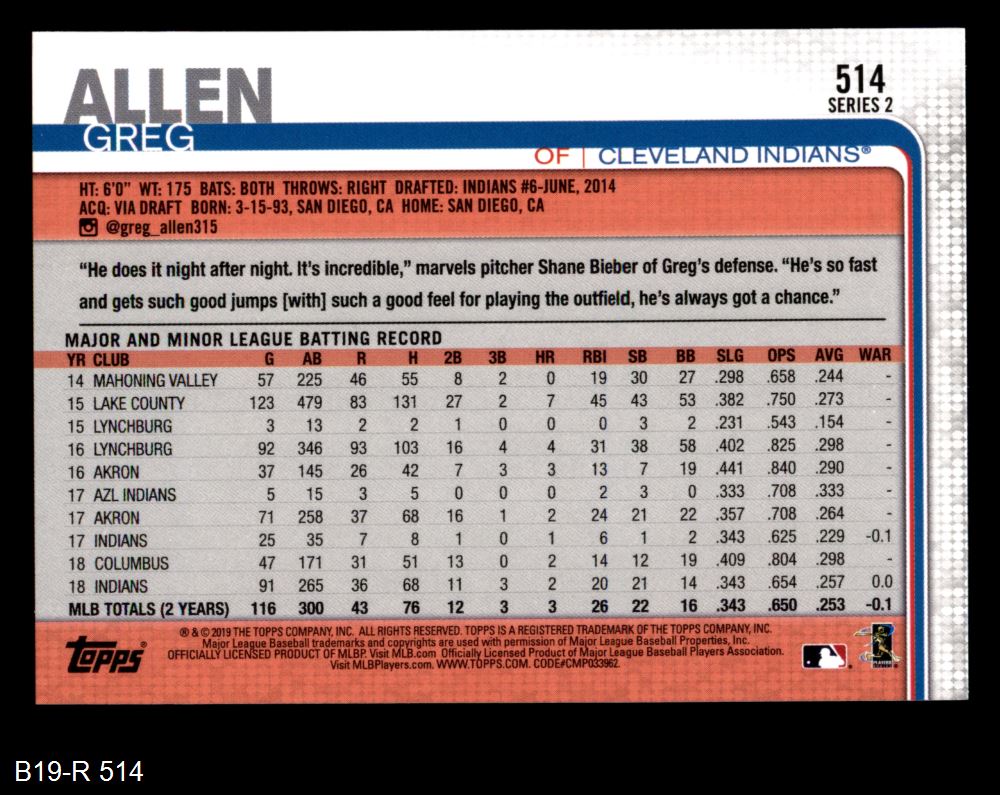 ALLEN
GREG
514
SERIES 2
OF | CLEVELAND INDIANS®
HT: 6'0" WT: 175 BATS: BOTH THROWS: RIGHT DRAFTED: INDIANS #6-JUNE, 2014
ACQ: VIA DRAFT BORN: 3-15-93, SAN DIEGO, CA HOME: SAN DIEGO, CA
@greg_allen315
“He does it night after night. It's incredible,” marvels pitcher Shane Bieber of Greg's defense. “He's so fast
and gets such good jumps [with] such a good feel for playing the outfield, he's always got a chance.”
MAJOR AND MINOR LEAGUE BATTING RECORD
YR CLUB G AB R H 2B 3B HR RBI SB BB SLG OPS AVG WAR
14 MAHONING VALLEY 57 225 46 55 8 2 0 19 30 27 .298 .658 .244 -
15 LAKE COUNTY 123 479 83 131 27 2 7 45 43 53 .382 .750 .273 -
15 LYNCHBURG 3 13 2 2 1 0 0 0 3 2 .231 .543 .154 -
16 LYNCHBURG 92 346 93 103 16 4 4 31 38 58 .402 .825 .298 -
16 AKRON 37 145 26 42 7 3 3 13 7 19 .441 .840 .290 -
17 AZL INDIANS 5 15 3 5 0 0 0 2 3 0 .333 .708 .333 -
17 AKRON 71 258 37 68 16 1 2 24 21 22 .357 .708 .264 -
17 INDIANS 25 35 7 8 1 0 1 6 1 2 .343 .625 .229 -0.1
18 COLUMBUS 47 171 31 51 13 0 2 14 12 19 .409 .804 .298 -
18 INDIANS 91 265 36 68 11 3 2 20 21 14 .343 .654 .257 0.0
MLB TOTALS (2 YEARS) 116 300 43 76 12 3 3 26 22 16 .343 .650 .253 -0.1
Topps®
® & © 2019 THE TOPPS COMPANY, INC. ALL RIGHTS RESERVED. TOPPS IS A REGISTERED TRADEMARK OF THE TOPPS COMPANY, INC.
Major League Baseball trademarks and copyrights are used with permission of Major League Baseball Properties, Inc.
OFFICIALLY LICENSED PRODUCT OF MLBP. Visit MLB.com Officially Licensed Product of Major League Baseball Players Association.
Visit MLBPlayers.com. WWW.TOPPS.COM. CODE#CMP033962.
B19-R 514